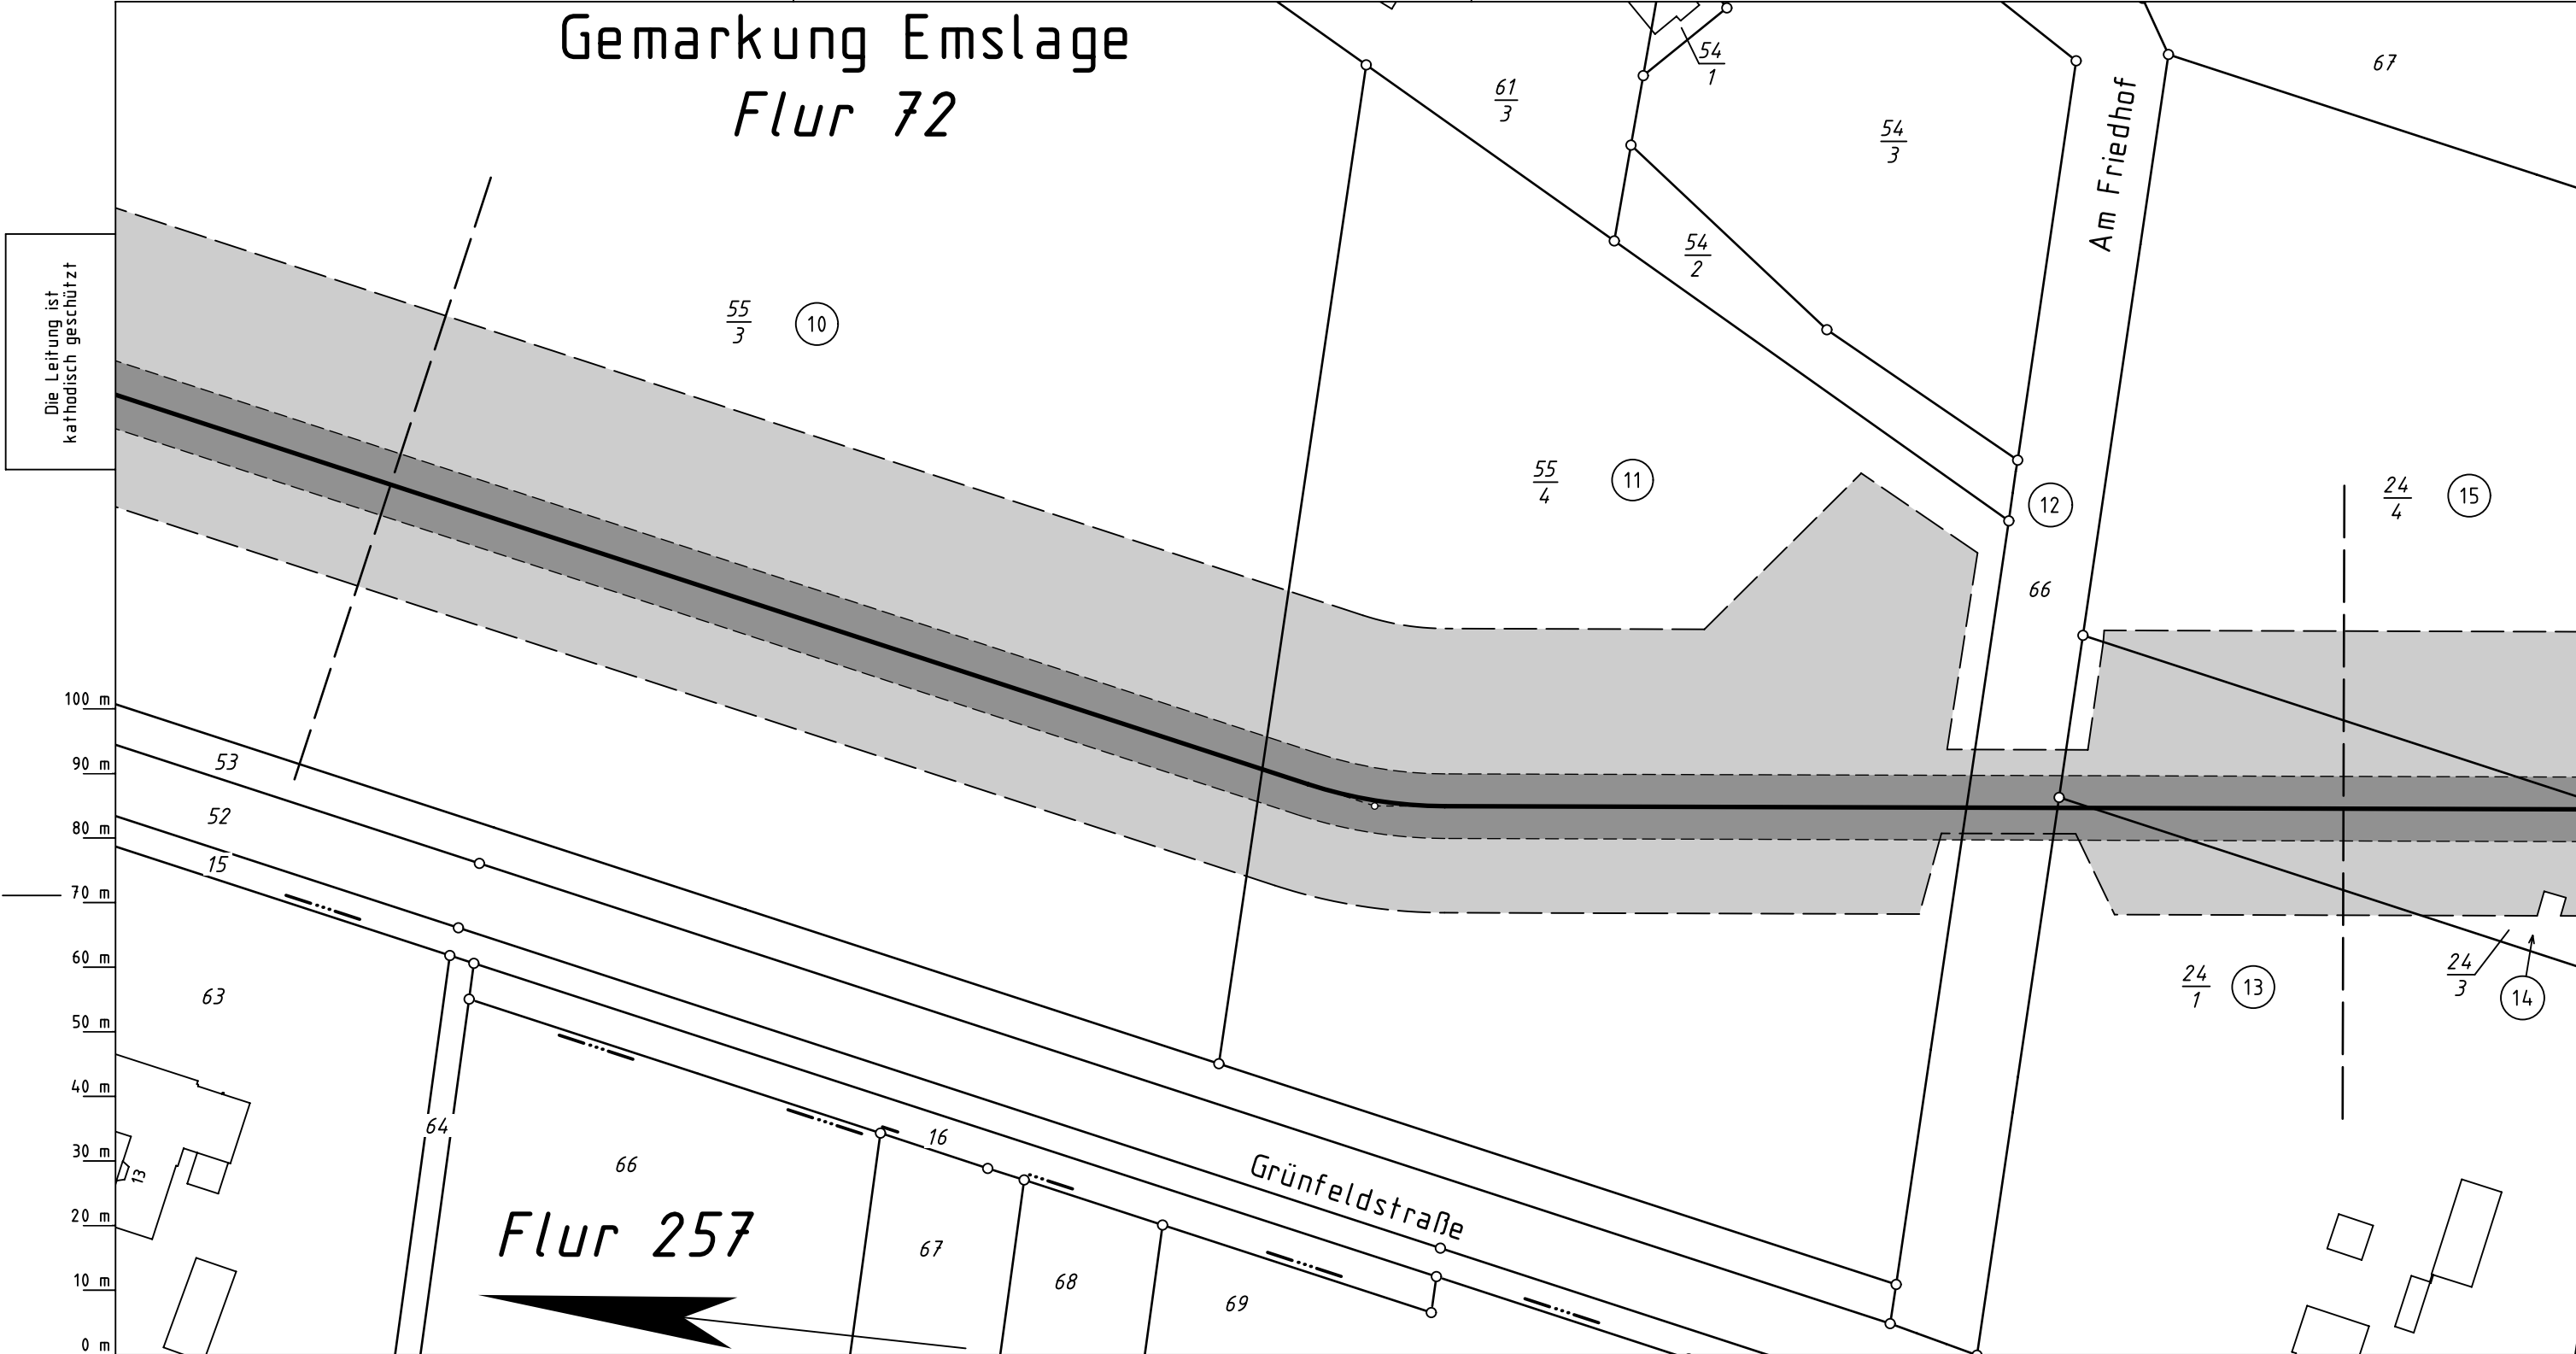 Gemarkung Emslage
Flur 72
54
1
67
61
3
54
3
Am Friedhof
54
2
Die Leitung ist
kathodisch geschützt
55
3
10
55
4
11
12
24
4
15
66
100 m
90 m
80 m
70 m
60 m
50 m
40 m
30 m
20 m
10 m
0 m
53
52
15
63
24
1
13
24
3
14
64
13
66
16
Grünfeldstraße
Flur 257
67
68
69